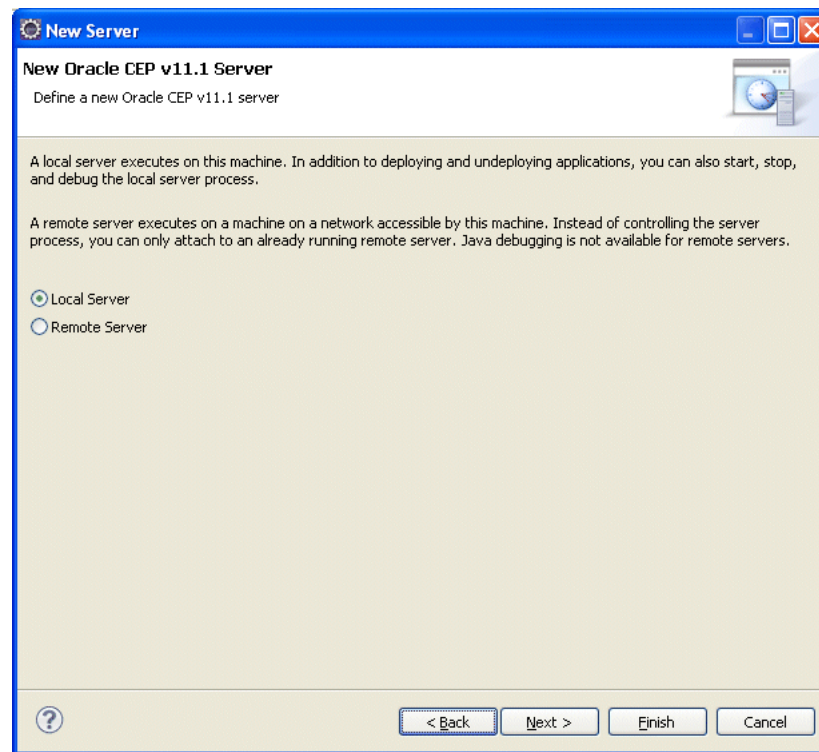 New Server
New Oracle CEP v11.1 Server
Define a new Oracle CEP v11.1 server
A local server executes on this machine. In addition to deploying and undeploying applications, you can also start, stop,
and debug the local server process.
A remote server executes on a machine on a network accessible by this machine. Instead of controlling the server
process, you can only attach to an already running remote server. Java debugging is not available for remote servers.
Local Server
Remote Server
?
< Back
Next >
Finish
Cancel